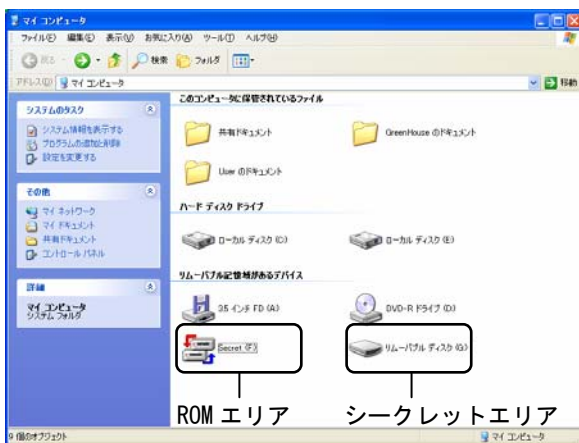 マイ コンピュータ
ファイル(F) 編集(E) 表示(V) お気に入り(A) ツール(T) ヘルプ(H)
戻る 検索 フォルダ
アドレス(D) マイ コンピュータ 移動
システムのタスク
システム情報を表示する
プログラムの追加と削除
設定を変更する
その他
マイ ネットワーク
マイ ドキュメント
共有ドキュメント
コントロール パネル
詳細
マイ コンピュータ
システム フォルダ
このコンピュータに保管されているファイル
共有ドキュメント
GreenHouse のドキュメント
User のドキュメント
ハード ディスク ドライブ
ローカル ディスク (C)
ローカル ディスク (E)
リムーバブル記憶域があるデバイス
3.5 インチ FD (A)
DVD-R ドライブ (D)
Secret (F)
リムーバブル ディスク (G)
ROM エリア
シークレットエリア
9 個のオブジェクト
マイ コンピュータ